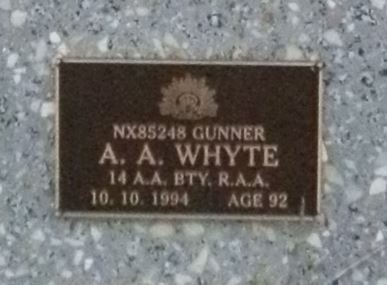 NX85248 GUNNER
A. A. WHYTE
14 A.A. BTY. R.A.A.
10. 10. 1994 AGE 92